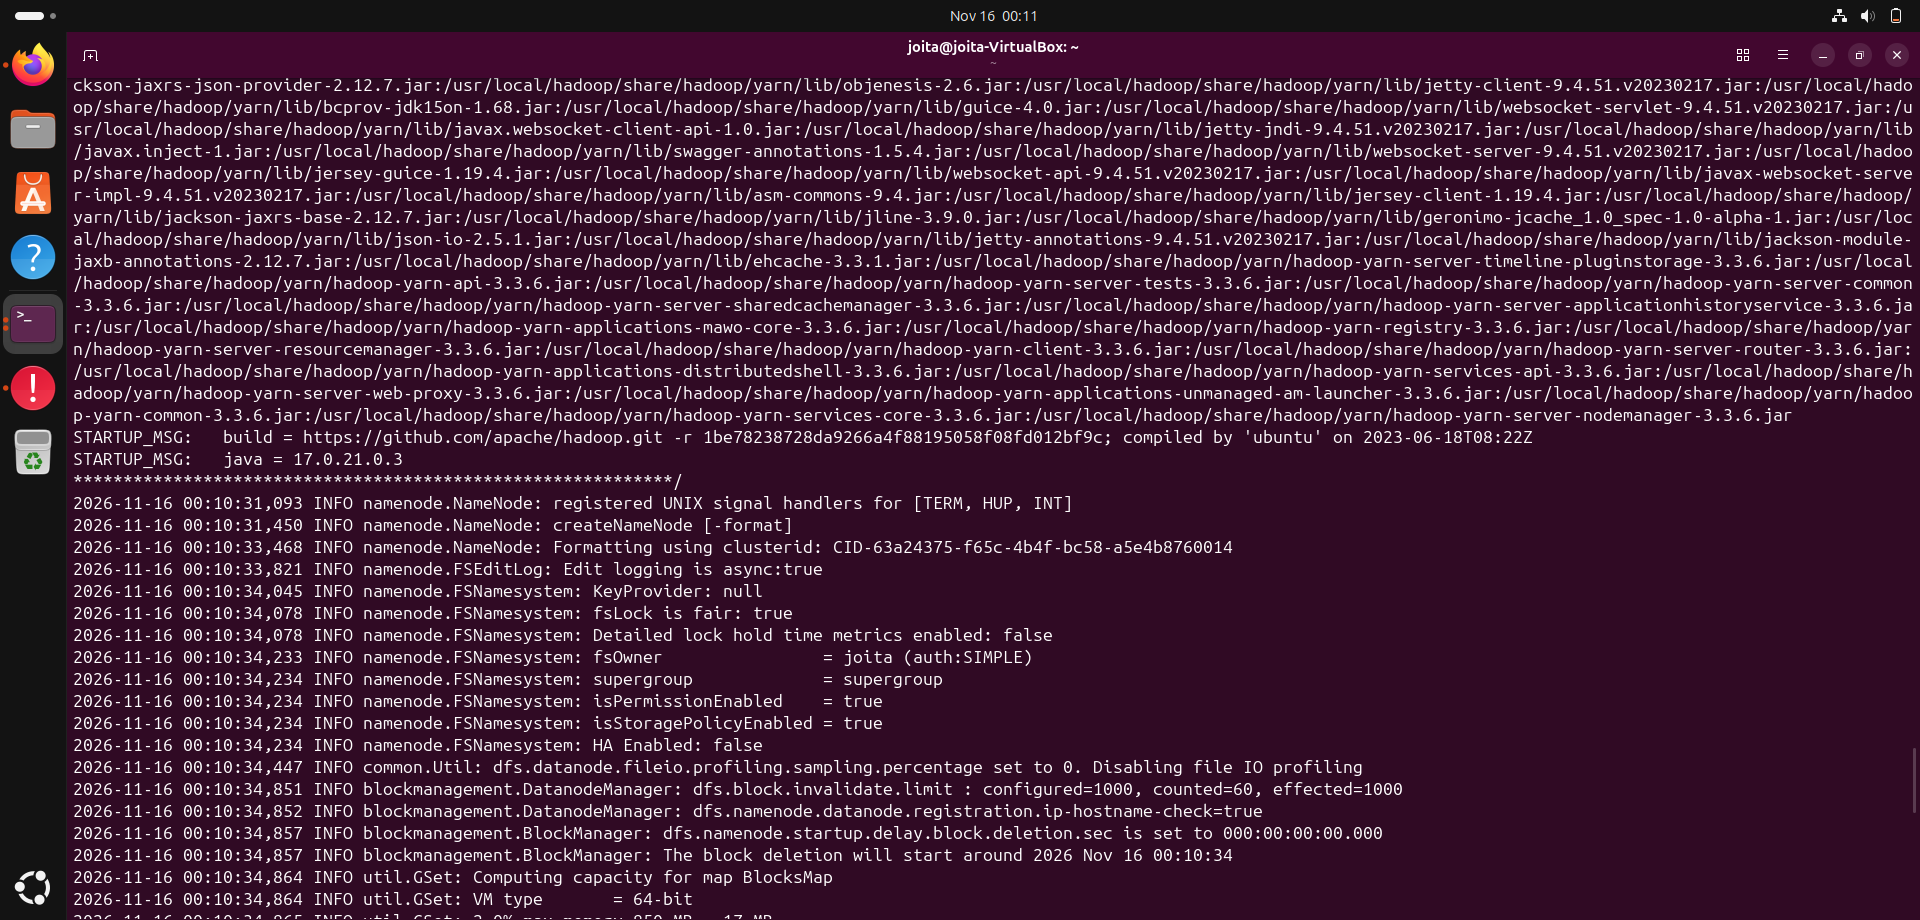 Nov 16 00:11
joita@joita-VirtualBox: ~
~
ckson-jaxrs-json-provider-2.12.7.jar:/usr/local/hadoop/share/hadoop/yarn/lib/objenesis-2.6.jar:/usr/local/hadoop/share/hadoop/yarn/lib/jetty-client-9.4.51.v20230217.jar:/usr/local/hado
op/share/hadoop/yarn/lib/bcprov-jdk15on-1.68.jar:/usr/local/hadoop/share/hadoop/yarn/lib/guice-4.0.jar:/usr/local/hadoop/share/hadoop/yarn/lib/websocket-servlet-9.4.51.v20230217.jar:/u
sr/local/hadoop/share/hadoop/yarn/lib/javax.websocket-client-api-1.0.jar:/usr/local/hadoop/share/hadoop/yarn/lib/jetty-jndi-9.4.51.v20230217.jar:/usr/local/hadoop/share/hadoop/yarn/lib
/javax.inject-1.jar:/usr/local/hadoop/share/hadoop/yarn/lib/swagger-annotations-1.5.4.jar:/usr/local/hadoop/share/hadoop/yarn/lib/websocket-server-9.4.51.v20230217.jar:/usr/local/hadoo
p/share/hadoop/yarn/lib/jersey-guice-1.19.4.jar:/usr/local/hadoop/share/hadoop/yarn/lib/websocket-api-9.4.51.v20230217.jar:/usr/local/hadoop/share/hadoop/yarn/lib/javax-websocket-serve
r-impl-9.4.51.v20230217.jar:/usr/local/hadoop/share/hadoop/yarn/lib/asm-commons-9.4.jar:/usr/local/hadoop/share/hadoop/yarn/lib/jersey-client-1.19.4.jar:/usr/local/hadoop/share/hadoop/
yarn/lib/jackson-jaxrs-base-2.12.7.jar:/usr/local/hadoop/share/hadoop/yarn/lib/jline-3.9.0.jar:/usr/local/hadoop/share/hadoop/yarn/lib/geronimo-jcache_1.0_spec-1.0-alpha-1.jar:/usr/loc
al/hadoop/share/hadoop/yarn/lib/json-io-2.5.1.jar:/usr/local/hadoop/share/hadoop/yarn/lib/jetty-annotations-9.4.51.v20230217.jar:/usr/local/hadoop/share/hadoop/yarn/lib/jackson-module-
jaxb-annotations-2.12.7.jar:/usr/local/hadoop/share/hadoop/yarn/lib/ehcache-3.3.1.jar:/usr/local/hadoop/share/hadoop/yarn/hadoop-yarn-server-timeline-pluginstorage-3.3.6.jar:/usr/local
/hadoop/share/hadoop/yarn/hadoop-yarn-api-3.3.6.jar:/usr/local/hadoop/share/hadoop/yarn/hadoop-yarn-server-tests-3.3.6.jar:/usr/local/hadoop/share/hadoop/yarn/hadoop-yarn-server-common
-3.3.6.jar:/usr/local/hadoop/share/hadoop/yarn/hadoop-yarn-server-sharedcachemanager-3.3.6.jar:/usr/local/hadoop/share/hadoop/yarn/hadoop-yarn-server-applicationhistoryservice-3.3.6.ja
r:/usr/local/hadoop/share/hadoop/yarn/hadoop-yarn-applications-mawo-core-3.3.6.jar:/usr/local/hadoop/share/hadoop/yarn/hadoop-yarn-registry-3.3.6.jar:/usr/local/hadoop/share/hadoop/yar
n/hadoop-yarn-server-resourcemanager-3.3.6.jar:/usr/local/hadoop/share/hadoop/yarn/hadoop-yarn-client-3.3.6.jar:/usr/local/hadoop/share/hadoop/yarn/hadoop-yarn-server-router-3.3.6.jar:
/usr/local/hadoop/share/hadoop/yarn/hadoop-yarn-applications-distributedshell-3.3.6.jar:/usr/local/hadoop/share/hadoop/yarn/hadoop-yarn-services-api-3.3.6.jar:/usr/local/hadoop/share/h
adoop/yarn/hadoop-yarn-server-web-proxy-3.3.6.jar:/usr/local/hadoop/share/hadoop/yarn/hadoop-yarn-applications-unmanaged-am-launcher-3.3.6.jar:/usr/local/hadoop/share/hadoop/yarn/hadoo
p-yarn-common-3.3.6.jar:/usr/local/hadoop/share/hadoop/yarn/hadoop-yarn-services-core-3.3.6.jar:/usr/local/hadoop/share/hadoop/yarn/hadoop-yarn-server-nodemanager-3.3.6.jar
STARTUP_MSG:   build = https://github.com/apache/hadoop.git -r 1be78238728da9266a4f88195058f08fd012bf9c; compiled by 'ubuntu' on 2023-06-18T08:22Z
STARTUP_MSG:   java = 17.0.21.0.3
************************************************************/
2026-11-16 00:10:31,093 INFO namenode.NameNode: registered UNIX signal handlers for [TERM, HUP, INT]
2026-11-16 00:10:31,450 INFO namenode.NameNode: createNameNode [-format]
2026-11-16 00:10:33,468 INFO namenode.NameNode: Formatting using clusterid: CID-63a24375-f65c-4b4f-bc58-a5e4b8760014
2026-11-16 00:10:33,821 INFO namenode.FSEditLog: Edit logging is async:true
2026-11-16 00:10:34,045 INFO namenode.FSNamesystem: KeyProvider: null
2026-11-16 00:10:34,078 INFO namenode.FSNamesystem: fsLock is fair: true
2026-11-16 00:10:34,078 INFO namenode.FSNamesystem: Detailed lock hold time metrics enabled: false
2026-11-16 00:10:34,233 INFO namenode.FSNamesystem: fsOwner                = joita (auth:SIMPLE)
2026-11-16 00:10:34,234 INFO namenode.FSNamesystem: supergroup             = supergroup
2026-11-16 00:10:34,234 INFO namenode.FSNamesystem: isPermissionEnabled    = true
2026-11-16 00:10:34,234 INFO namenode.FSNamesystem: isStoragePolicyEnabled = true
2026-11-16 00:10:34,234 INFO namenode.FSNamesystem: HA Enabled: false
2026-11-16 00:10:34,447 INFO common.Util: dfs.datanode.fileio.profiling.sampling.percentage set to 0. Disabling file IO profiling
2026-11-16 00:10:34,851 INFO blockmanagement.DatanodeManager: dfs.block.invalidate.limit : configured=1000, counted=60, effected=1000
2026-11-16 00:10:34,852 INFO blockmanagement.DatanodeManager: dfs.namenode.datanode.registration.ip-hostname-check=true
2026-11-16 00:10:34,857 INFO blockmanagement.BlockManager: dfs.namenode.startup.delay.block.deletion.sec is set to 000:00:00:00.000
2026-11-16 00:10:34,857 INFO blockmanagement.BlockManager: The block deletion will start around 2026 Nov 16 00:10:34
2026-11-16 00:10:34,864 INFO util.GSet: Computing capacity for map BlocksMap
2026-11-16 00:10:34,864 INFO util.GSet: VM type       = 64-bit